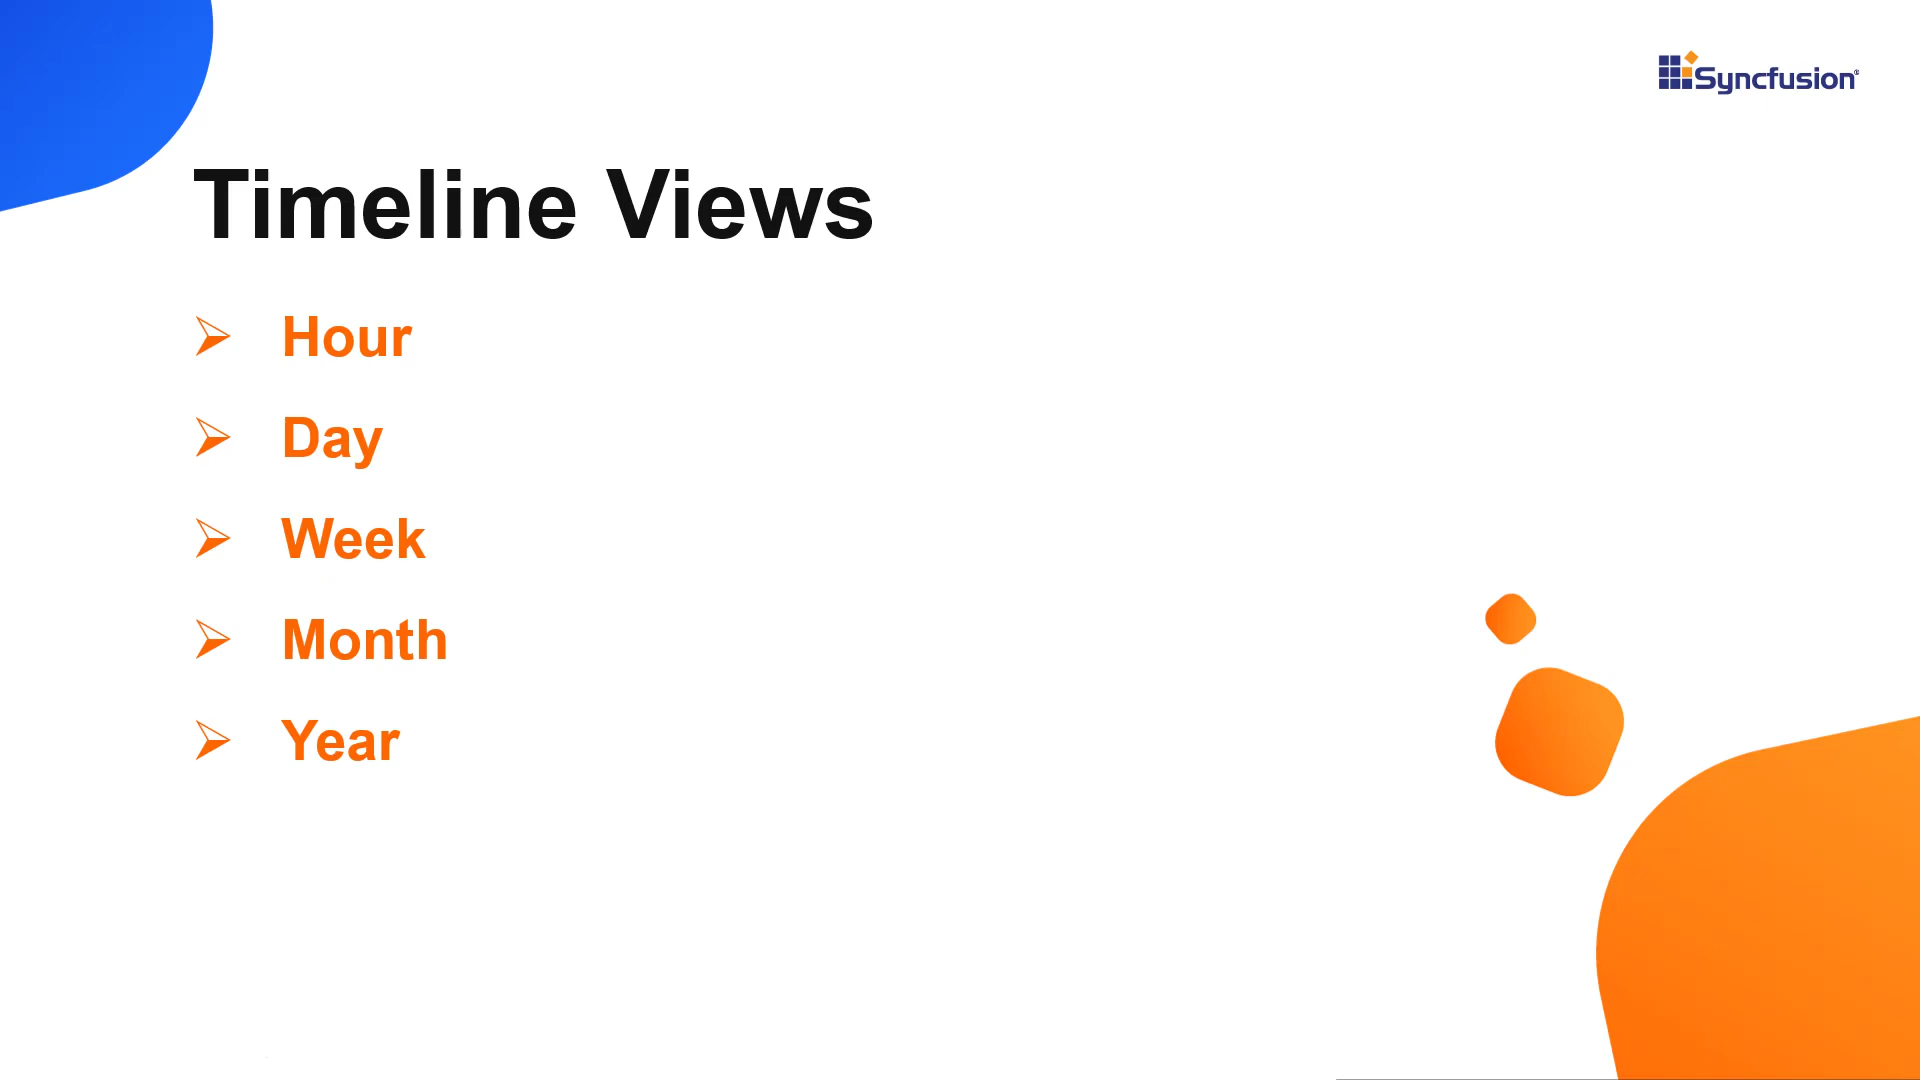 Syncfusion®
Timeline Views
Hour
Day
Week
Month
Year